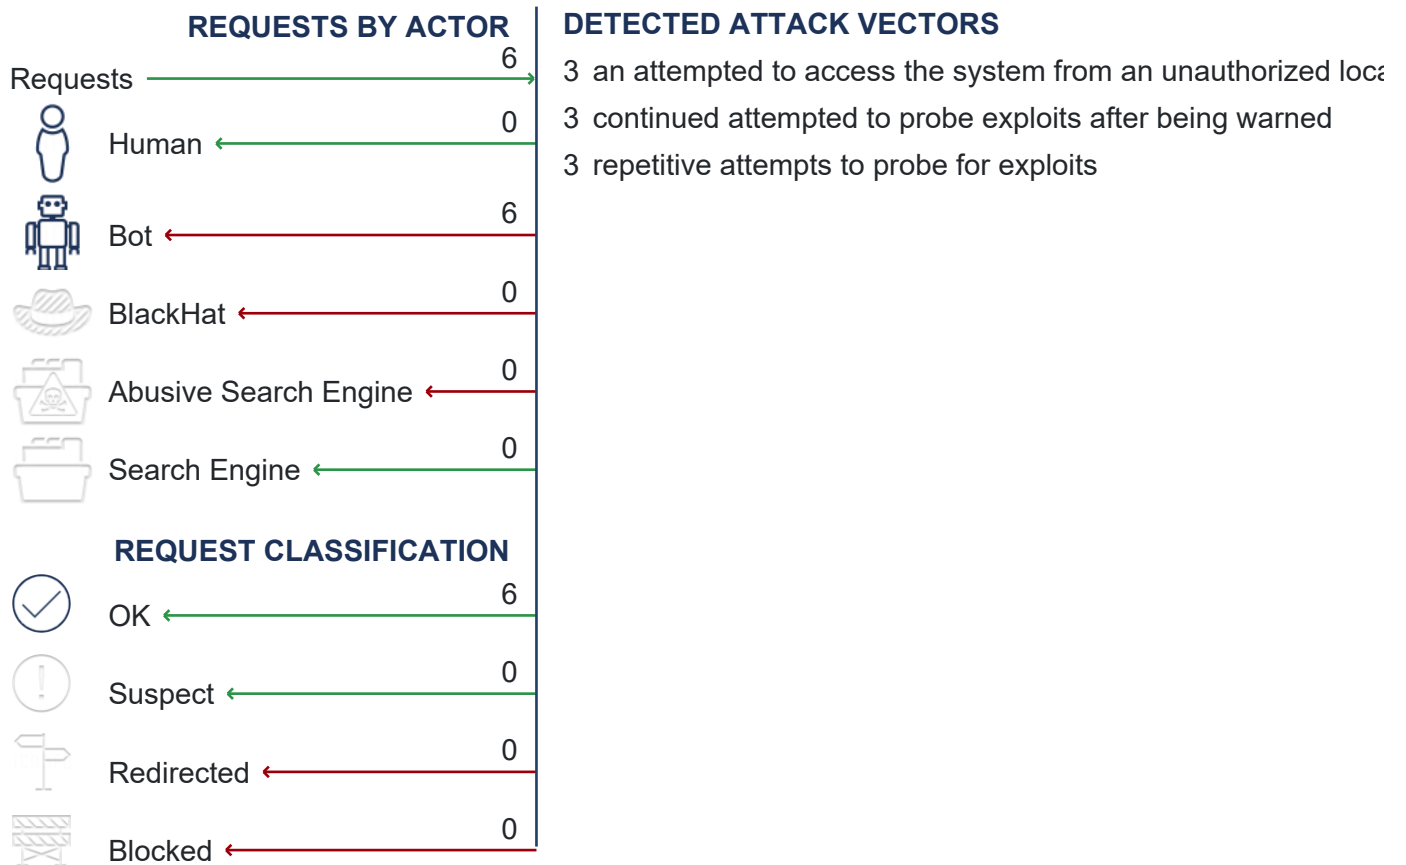 REQUESTS BY ACTOR
Requests 6
Human 0
Bot 6
BlackHat 0
Abusive Search Engine 0
Search Engine 0
REQUEST CLASSIFICATION
OK 6
Suspect 0
Redirected 0
Blocked 0
DETECTED ATTACK VECTORS
3 an attempted to access the system from an unauthorized
3 continued attempted to probe exploits after being warned
3 repetitive attempts to probe for exploits